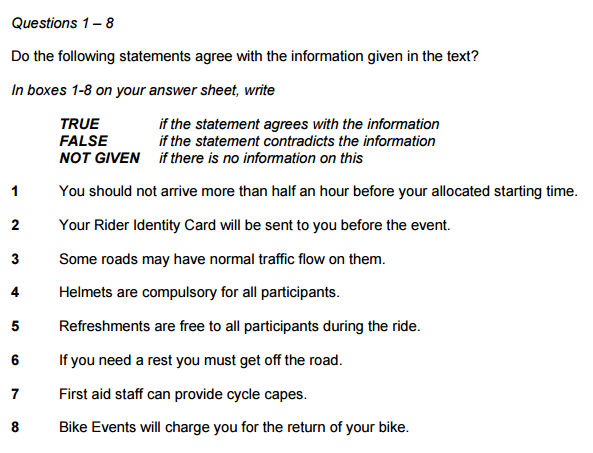 Questions 1 – 8
Do the following statements agree with the information given in the text?
In boxes 1-8 on your answer sheet, write
TRUE if the statement agrees with the information
FALSE if the statement contradicts the information
NOT GIVEN if there is no information on this
1 You should not arrive more than half an hour before your allocated starting time.
2 Your Rider Identity Card will be sent to you before the event.
3 Some roads may have normal traffic flow on them.
4 Helmets are compulsory for all participants.
5 Refreshments are free to all participants during the ride.
6 If you need a rest you must get off the road.
7 First aid staff can provide cycle capes.
8 Bike Events will charge you for the return of your bike.